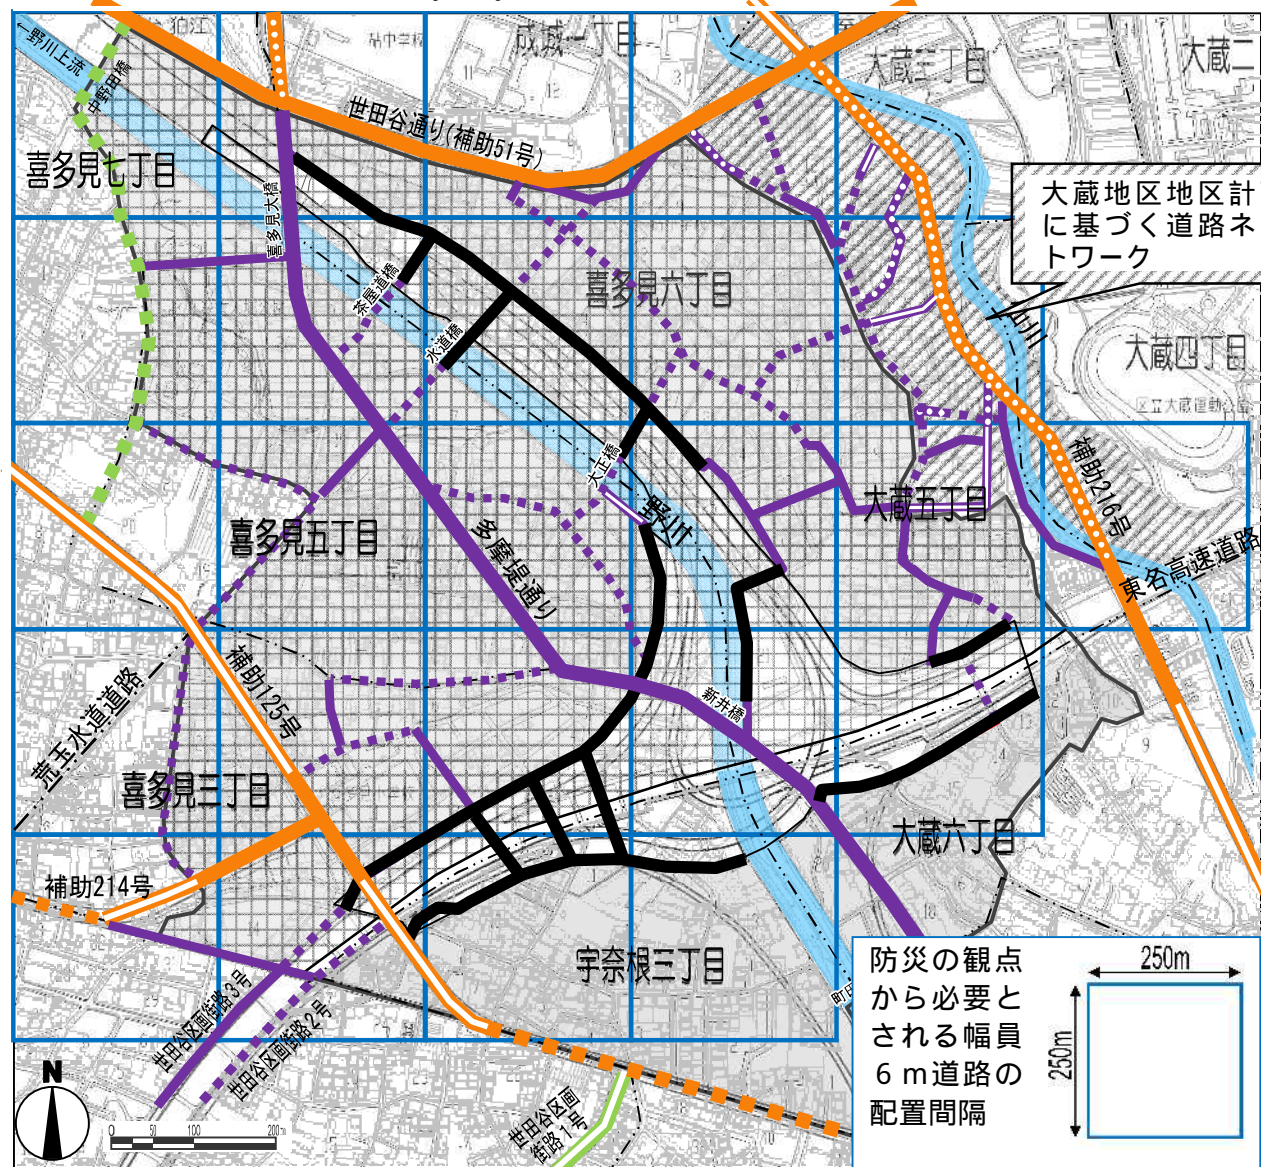 狛江
砧中学校
成城一丁目
至
大蔵三丁目
大蔵二
←野川上流
中野田橋
世田谷通り(補助51号)
喜多見七丁目
喜多見大橋
大蔵地区地区計
に基づく道路ネ
トワーク
茶屋道橋
水道橋
喜多見六丁目
大蔵四丁目
区立大蔵運動公園
大正橋
野川
大蔵五丁目
補助216号
喜多見五丁目
多摩堤通り
東名高速道路
補助125号
新井橋
荒玉水道道路
喜多見三丁目
大蔵六丁目
補助214号
宇奈根三丁目
世田谷区画街路3号
世田谷区画街路2号
世田谷区画
街路1号
防災の観点
から必要と
される幅員
6m道路の
配置間隔
250m
250m
N
0 50 100 200m